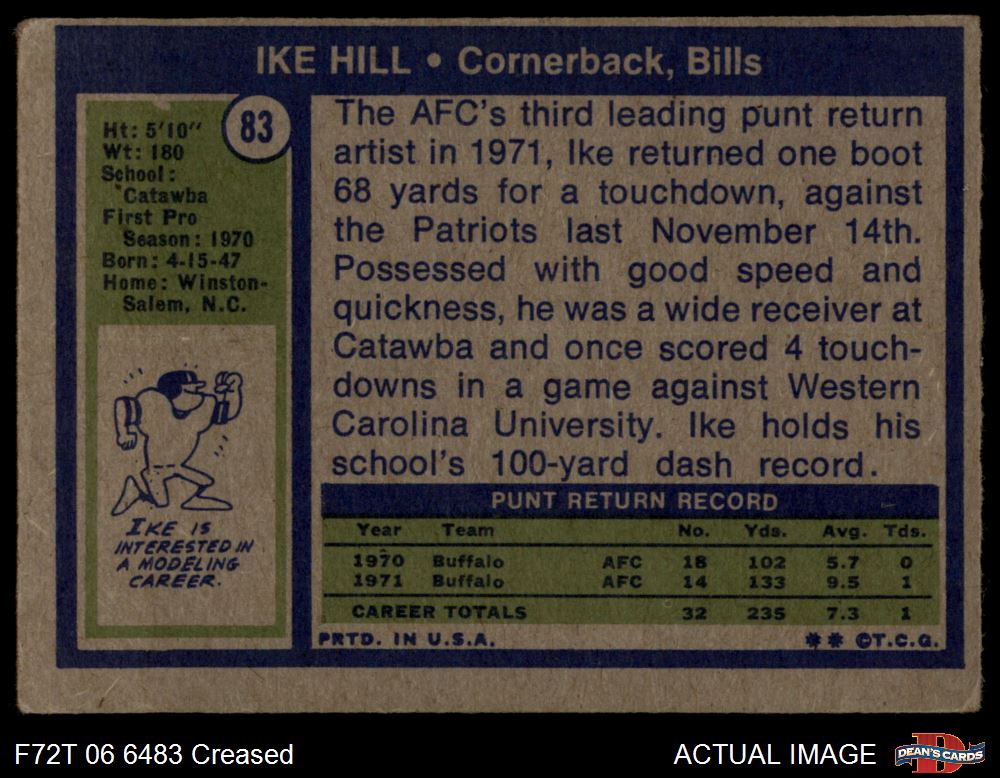 IKE HILL • Cornerback, Bills
83
Ht: 5'10"
Wt: 180
School:
Catawba
First Pro
Season: 1970
Born: 4-15-47
Home: Winston-
Salem, N.C.
IKE IS
INTERESTED IN
A MODELING
CAREER.
The AFC's third leading punt return
artist in 1971, Ike returned one boot
68 yards for a touchdown, against
the Patriots last November 14th.
Possessed with good speed and
quickness, he was a wide receiver at
Catawba and once scored 4 touch-
downs in a game against Western
Carolina University. Ike holds his
school's 100-yard dash record.
PUNT RETURN RECORD
Year Team No. Yds. Avg. Tds.
1970 Buffalo AFC 18 102 5.7 0
1971 Buffalo AFC 14 133 9.5 1
CAREER TOTALS 32 235 7.3 1
PRTD. IN U.S.A. ** ©T.C.G.
F72T 06 6483 Creased
ACTUAL IMAGE
D
DEAN'S CARDS